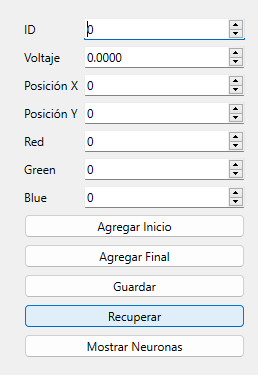 ID 0
Voltaje 0.0000
Posición X 0
Posición Y 0
Red 0
Green 0
Blue 0
Agregar Inicio
Agregar Final
Guardar
Recuperar
Mostrar Neuronas